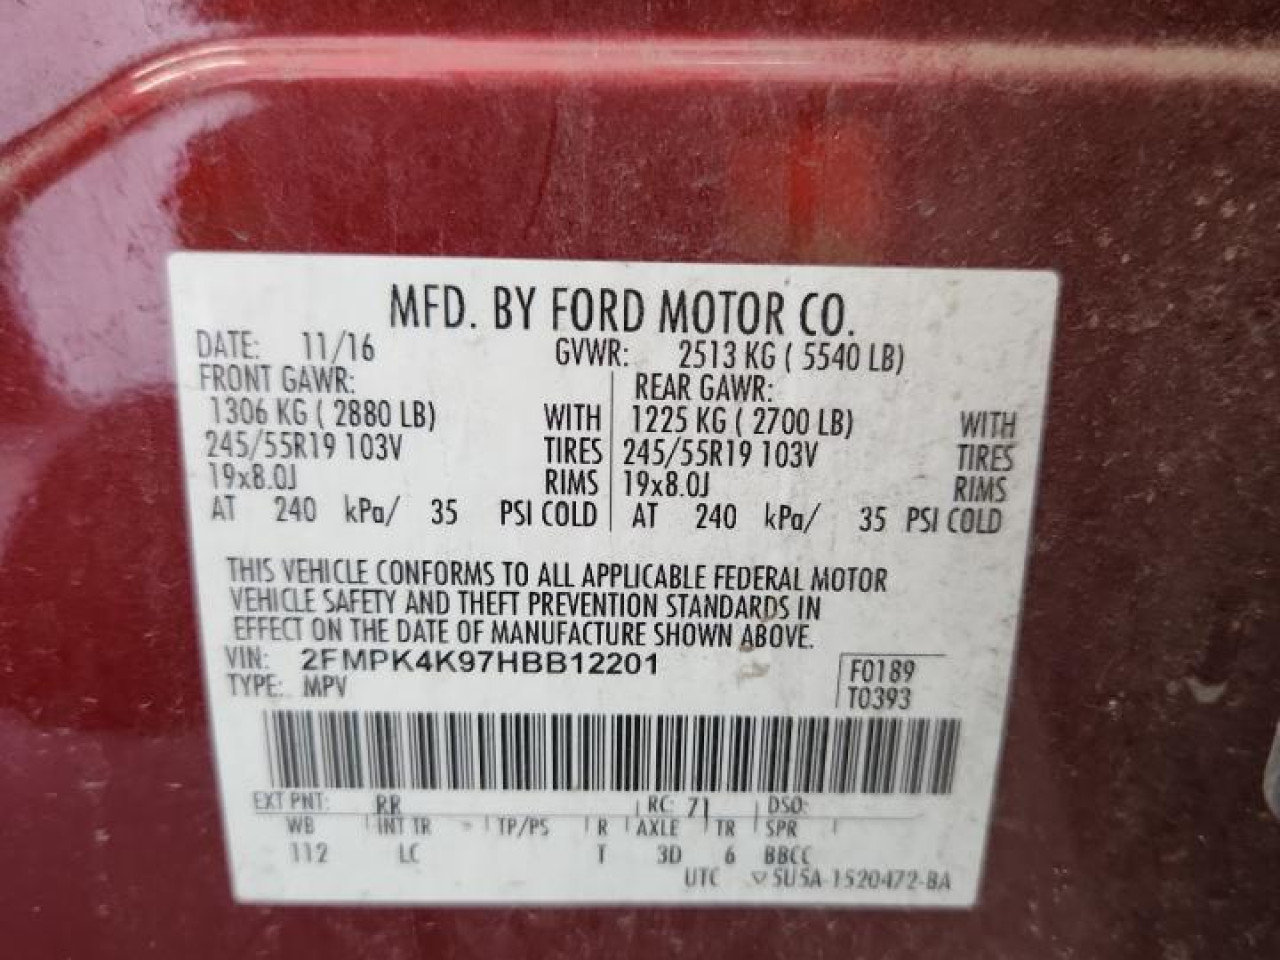 MFD. BY FORD MOTOR CO.
DATE: 11/16 GVWR: 2513 KG ( 5540 LB)
FRONT GAWR: REAR GAWR:
1306 KG ( 2880 LB) WITH 1225 KG ( 2700 LB) WITH
245/55R19 103V TIRES 245/55R19 103V TIRES
19x8.0J RIMS 19x8.0J RIMS
AT 240 kPa/ 35 PSI COLD AT 240 kPa/ 35 PSI COLD
THIS VEHICLE CONFORMS TO ALL APPLICABLE FEDERAL MOTOR
VEHICLE SAFETY AND THEFT PREVENTION STANDARDS IN
EFFECT ON THE DATE OF MANUFACTURE SHOWN ABOVE.
VIN: 2FMPK4K97HBB12201 F0189
TYPE: MPV T0393
EXT PNT: RR RC: 71 DSO:
WB INT TR TP/PS R AXLE TR SPR
112 LC T 3D 6 BBCC
UTC ▽ 5U5A-1520472-BA